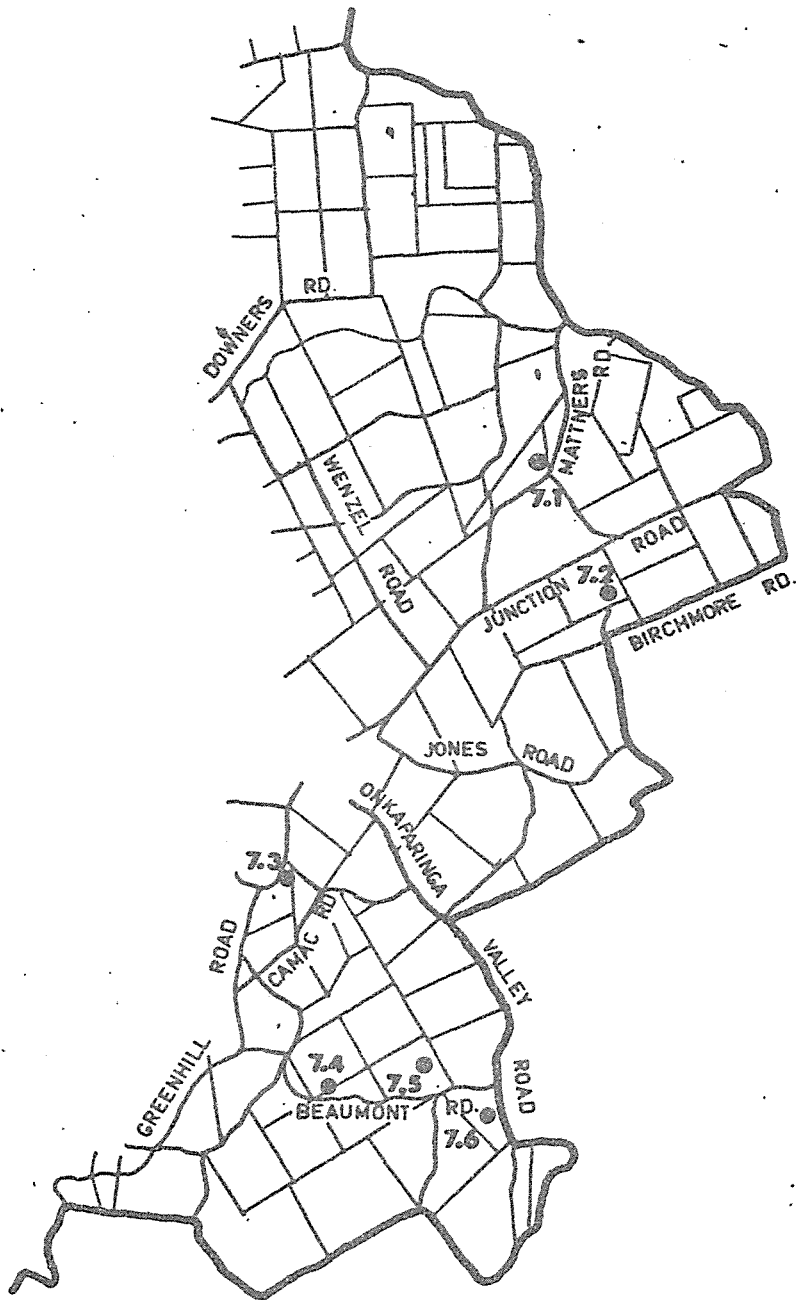 DOWNERS RD.
MATTNERS RD.
7.1
WENZEL ROAD
JUNCTION ROAD
7.2
BIRCHMORE RD.
JONES ROAD
ONKAPARINGA VALLEY ROAD
7.3
CAMAC RD
GREENHILL ROAD
7.4
7.5
BEAUMONT RD.
7.6